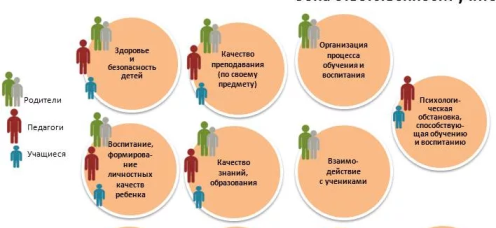 Здоровье
и
безопасность
детей
Качество
преподавания
(по своему
предмету)
Организация
процесса
обучения и
воспитания
Психологи-
ческая
обстановка,
способствую-
щая обучению
и воспитанию
Родители
Педагоги
Учащиеся
Воспитание,
формирова-
ние
личностных
качеств
ребенка
Качество
знаний,
образования
Взаимо-
действие
с учениками